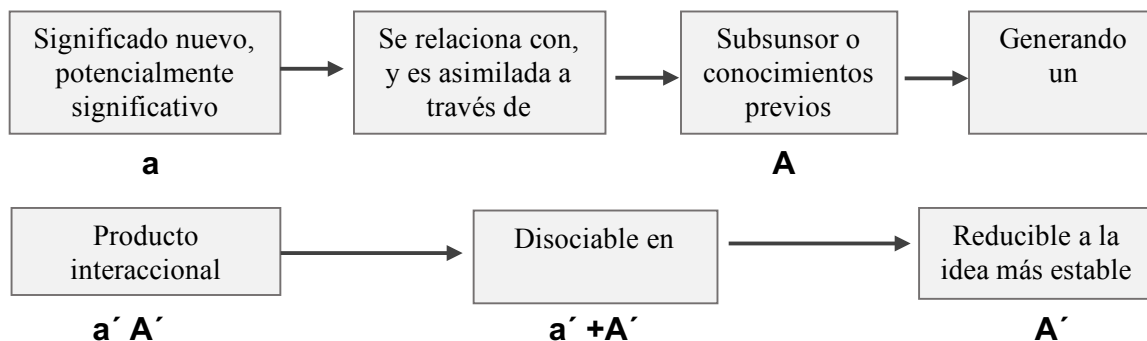 Significado nuevo,
potencialmente
significativo
Se relaciona con,
y es asimilada a
través de
Subsunsor o
conocimientos
previos
Generando
un
a
A
Producto
interaccional
Disociable en
Reducible a la
idea más estable
a´ A´
a´ +A´
A´